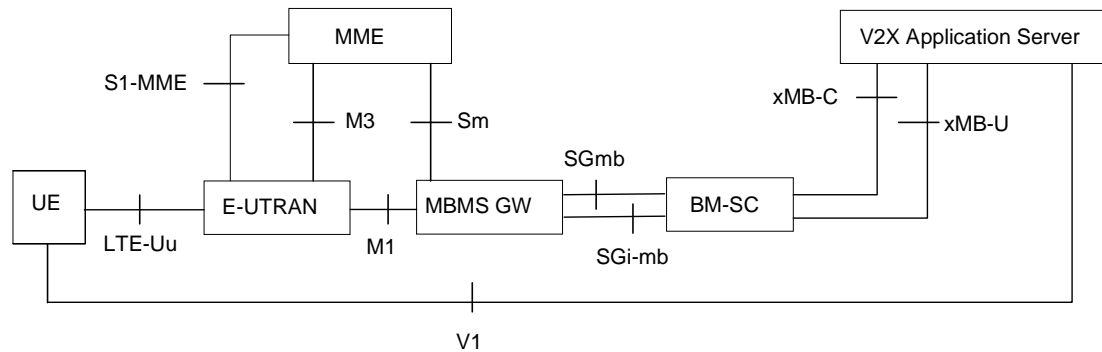 MME
V2X Application Server
S1-MME
xMB-C
M3
Sm
xMB-U
SGmb
UE
E-UTRAN
MBMS GW
BM-SC
LTE-Uu
M1
SGi-mb
V1